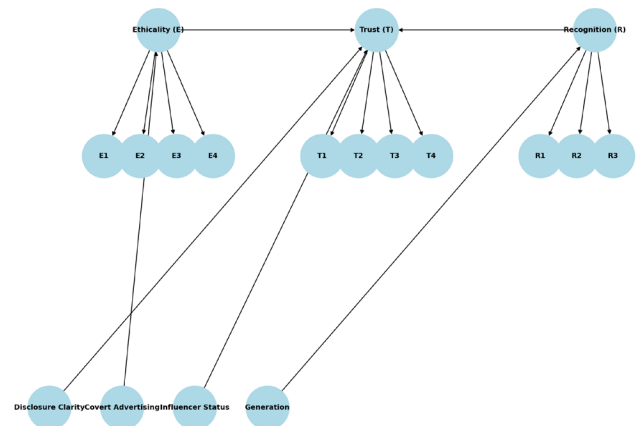 Ethicality (E) Trust (T) Recognition (R)
E1 E2 E3 E4 T1 T2 T3 T4 R1 R2 R3
Disclosure Clarity Covert Advertising Influencer Status Generation